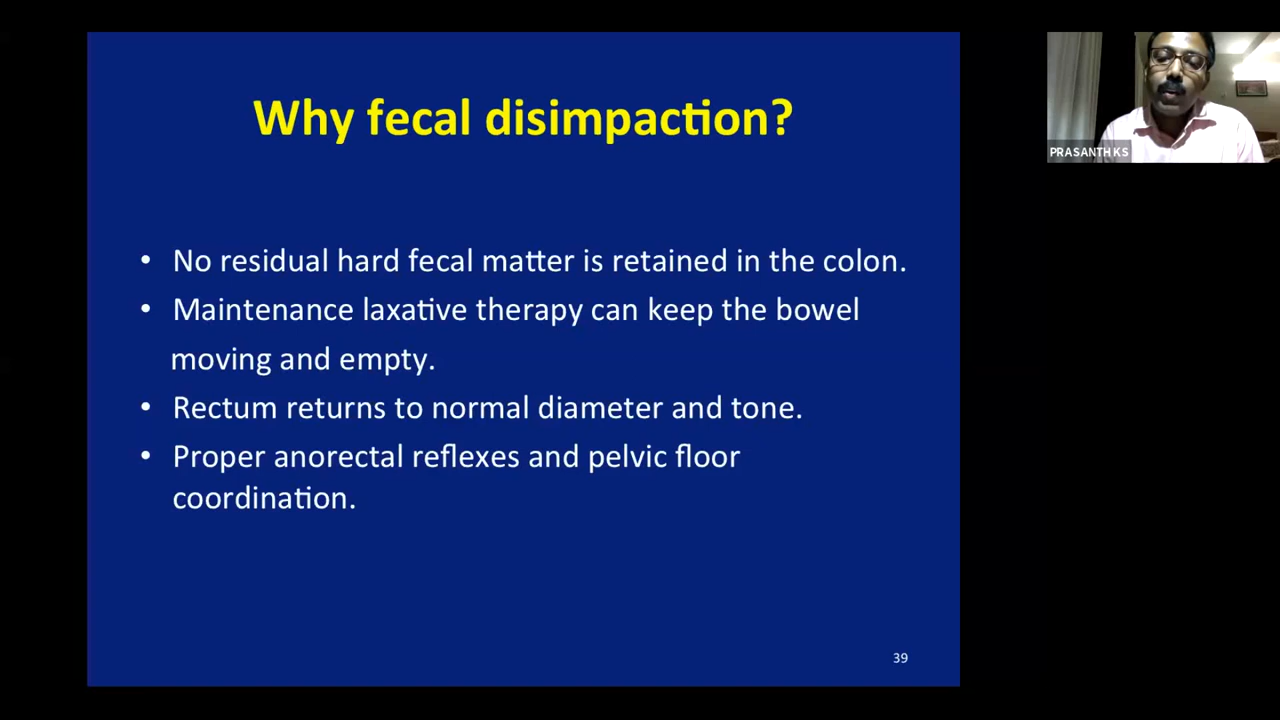 Why fecal disimpaction?
• No residual hard fecal matter is retained in the colon.
• Maintenance laxative therapy can keep the bowel
moving and empty.
• Rectum returns to normal diameter and tone.
• Proper anorectal reflexes and pelvic floor
coordination.
39
PRASANTH KS